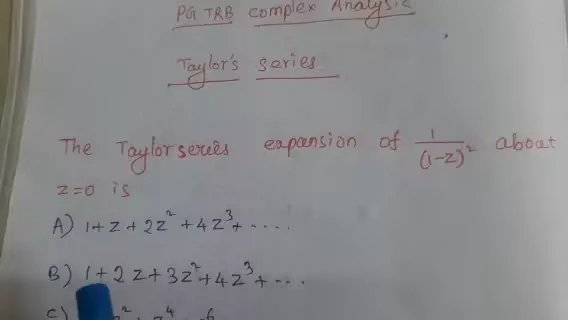 PG TRB complex Analysis
Taylor's series
The Taylor series expansion of 1/(1-z)² about
z=0 is
A) 1+z+2z²+4z³+.....
B) 1+2z+3z²+4z³+...
C)